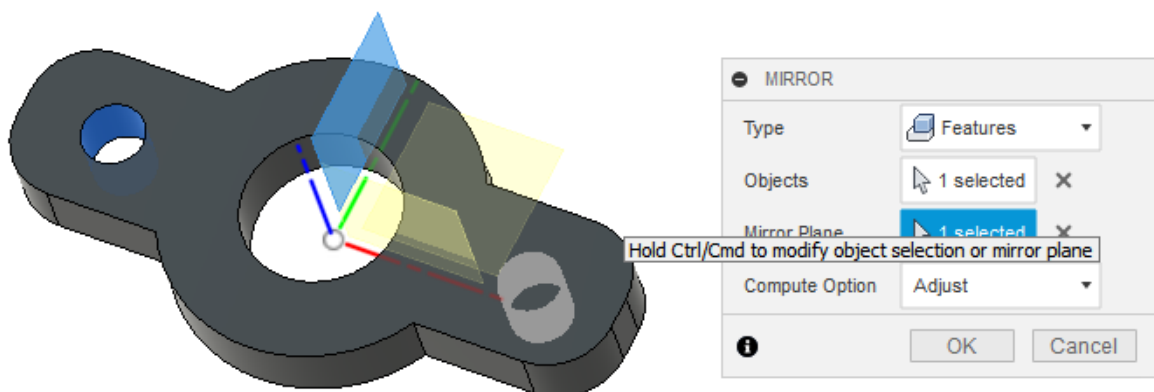 MIRROR
Type Features
Objects 1 selected
Mirror Plane 1 selected
Hold Ctrl/Cmd to modify object selection or mirror plane
Compute Option Adjust
OK Cancel